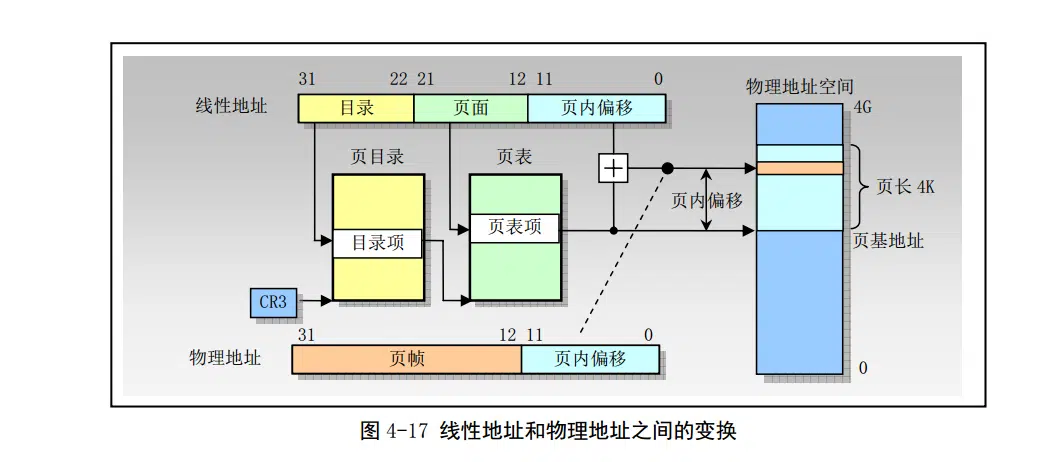 31 22 21 12 11 0
线性地址 目录 页面 页内偏移
物理地址空间
4G
页目录 页表
目录项 页表项
页内偏移
页长 4K
页基地址
CR3
31 12 11 0
物理地址 页帧 页内偏移
0
图 4-17 线性地址和物理地址之间的变换